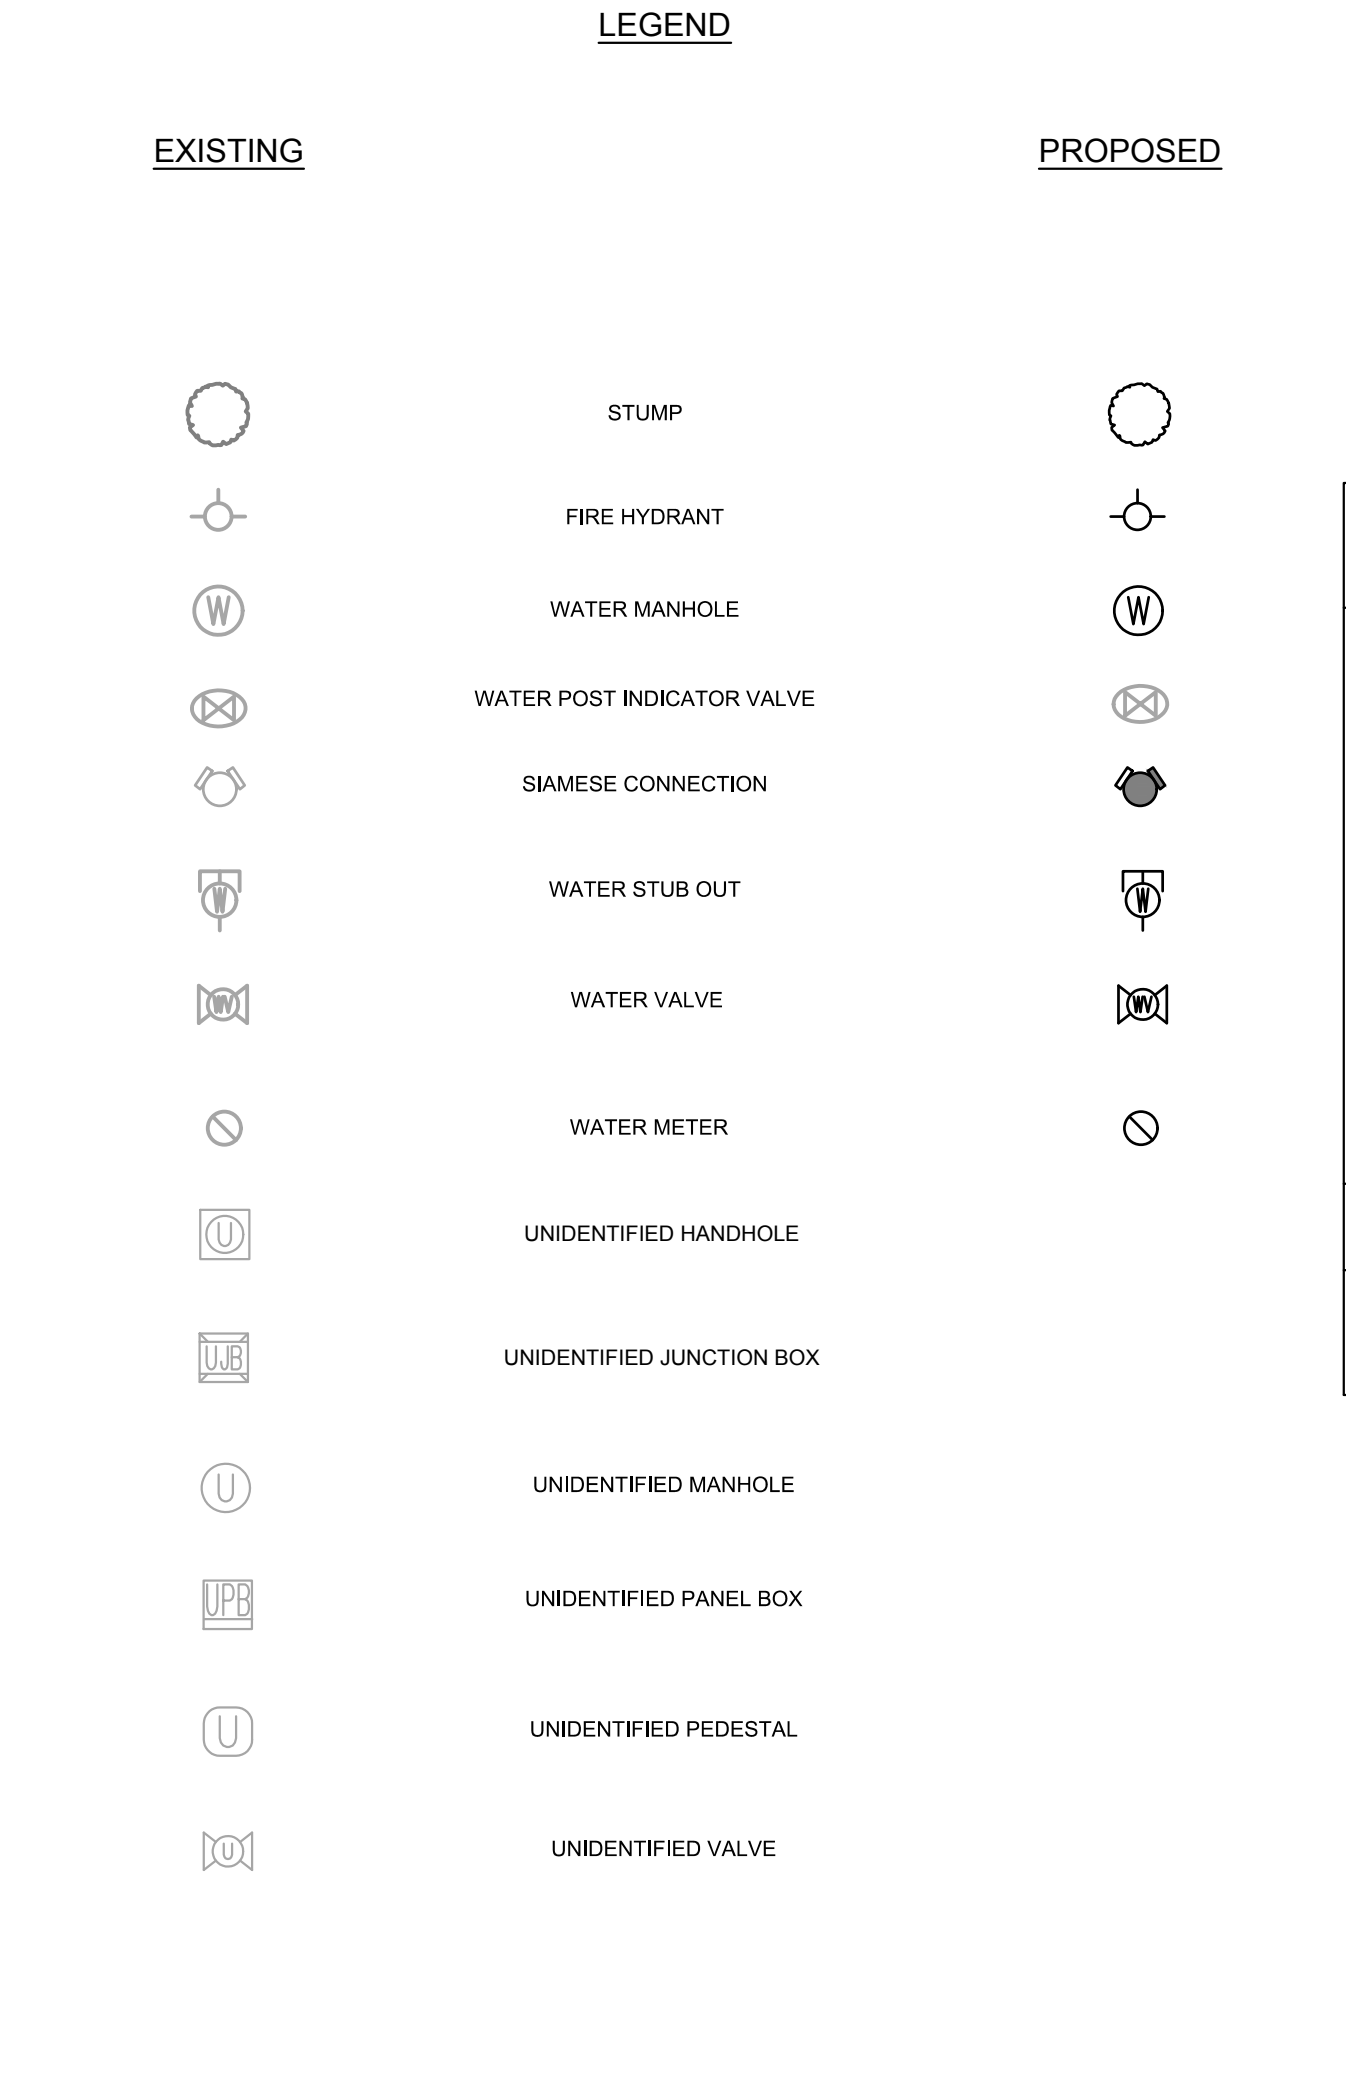 LEGEND
EXISTING PROPOSED
STUMP
FIRE HYDRANT
W WATER MANHOLE W
WATER POST INDICATOR VALVE
SIAMESE CONNECTION
W WATER STUB OUT W
WV WATER VALVE WV
WATER METER
U UNIDENTIFIED HANDHOLE
UJB UNIDENTIFIED JUNCTION BOX
U UNIDENTIFIED MANHOLE
UPB UNIDENTIFIED PANEL BOX
U UNIDENTIFIED PEDESTAL
U UNIDENTIFIED VALVE